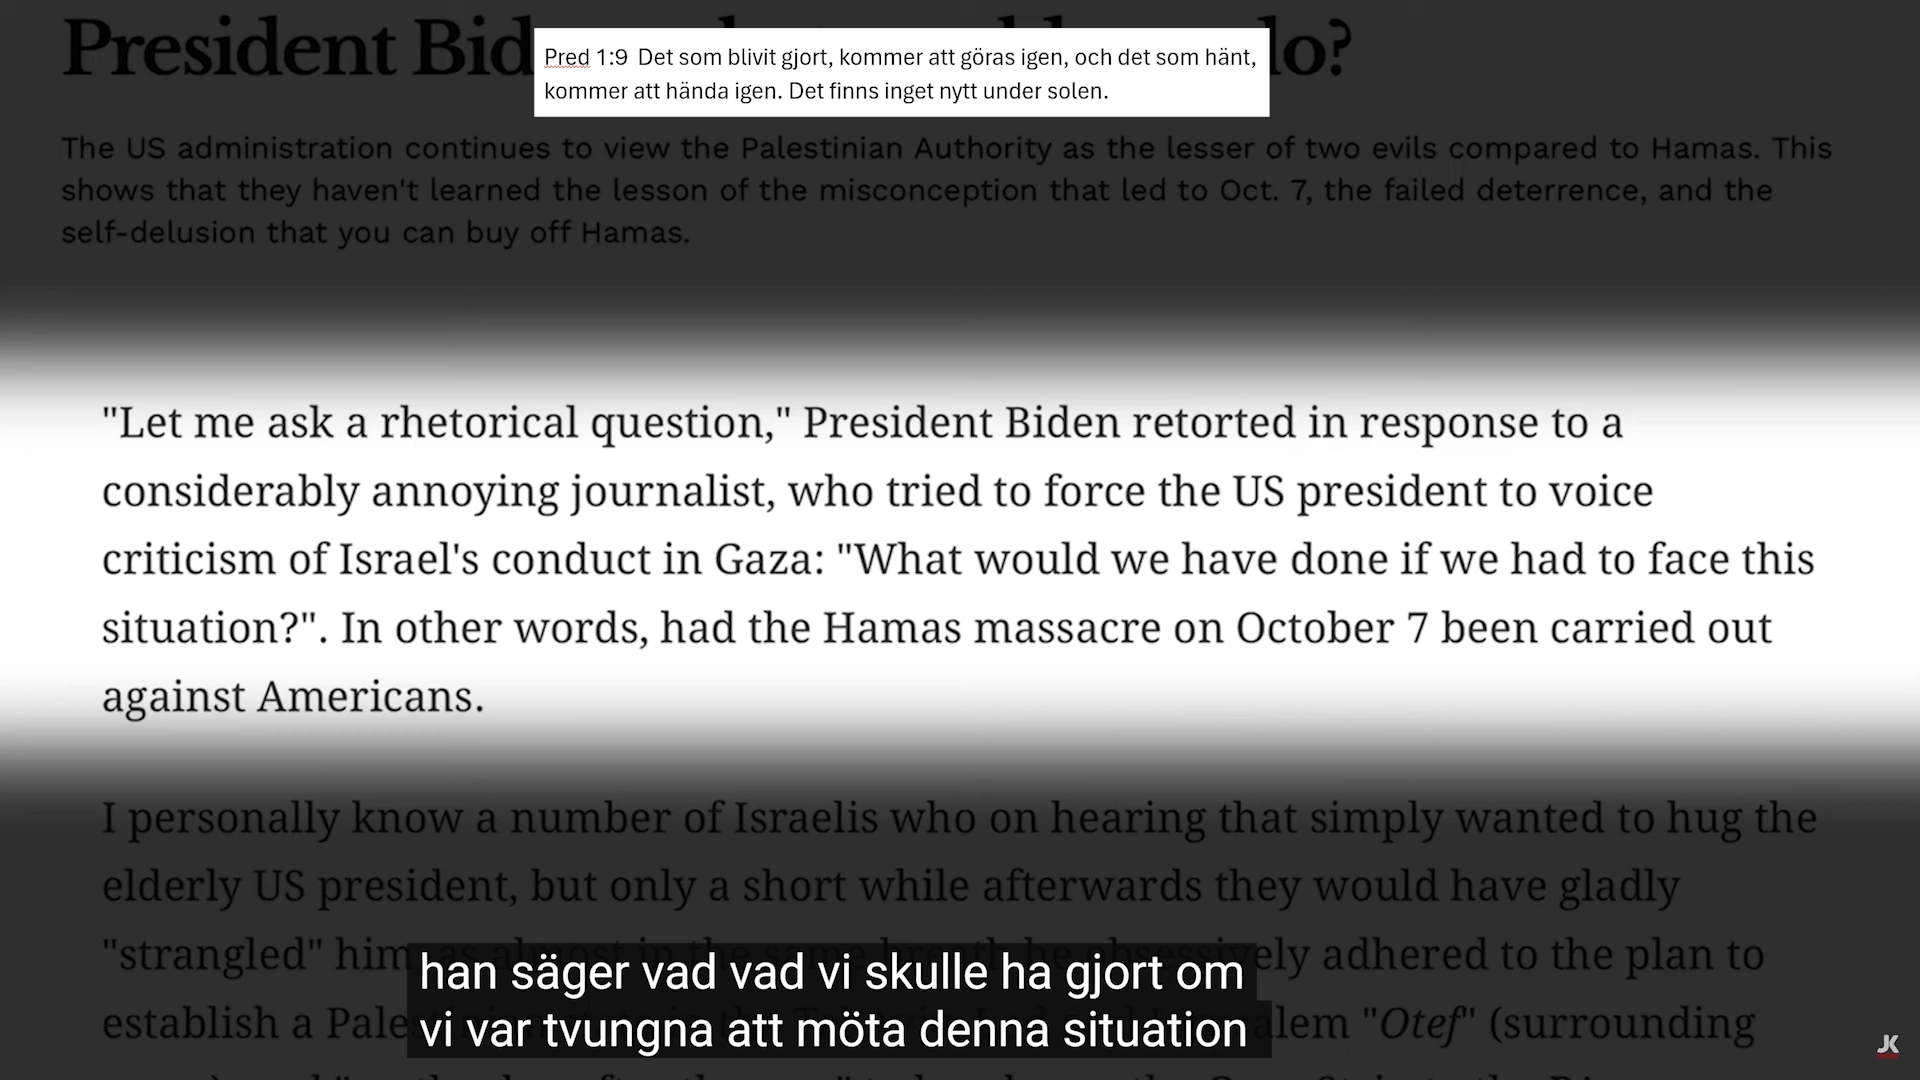 President Bid lo?
Pred 1:9 Det som blivit gjort, kommer att göras igen, och det som hänt,
kommer att hända igen. Det finns inget nytt under solen.
The US administration continues to view the Palestinian Authority as the lesser of two evils compared to Hamas. This
shows that they haven't learned the lesson of the misconception that led to Oct. 7, the failed deterrence, and the
self-delusion that you can buy off Hamas.
"Let me ask a rhetorical question," President Biden retorted in response to a
considerably annoying journalist, who tried to force the US president to voice
criticism of Israel's conduct in Gaza: "What would we have done if we had to face this
situation?". In other words, had the Hamas massacre on October 7 been carried out
against Americans.
I personally know a number of Israelis who on hearing that simply wanted to hug the
elderly US president, but only a short while afterwards they would have gladly
"strangled" him, as almost in the same breath he obsessively adhered to the plan to
han säger vad vad vi skulle ha gjort om
establish a Pale alem "Otef" (surrounding
vi var tvungna att möta denna situation
JK